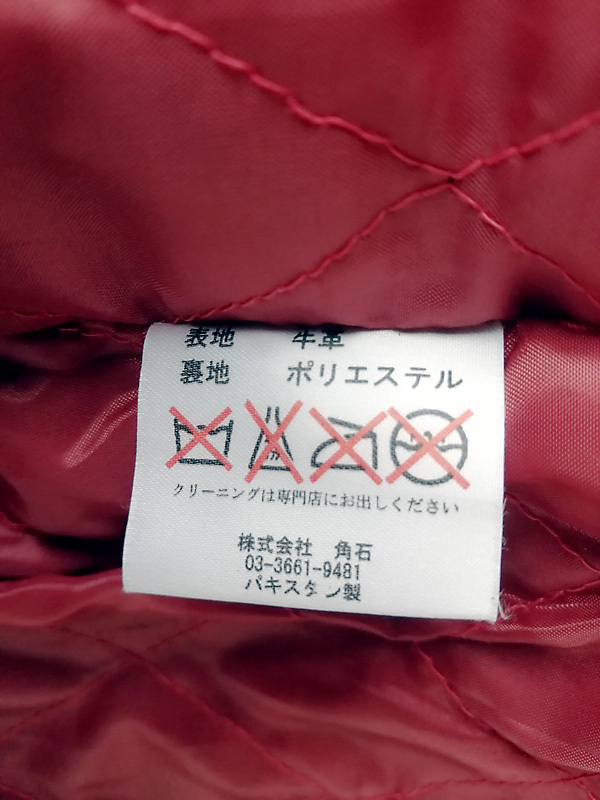 表地 牛革
裏地 ポリエステル
クリーニングは専門店にお出しください
株式会社 角石
03-3661-9481
パキスタン製